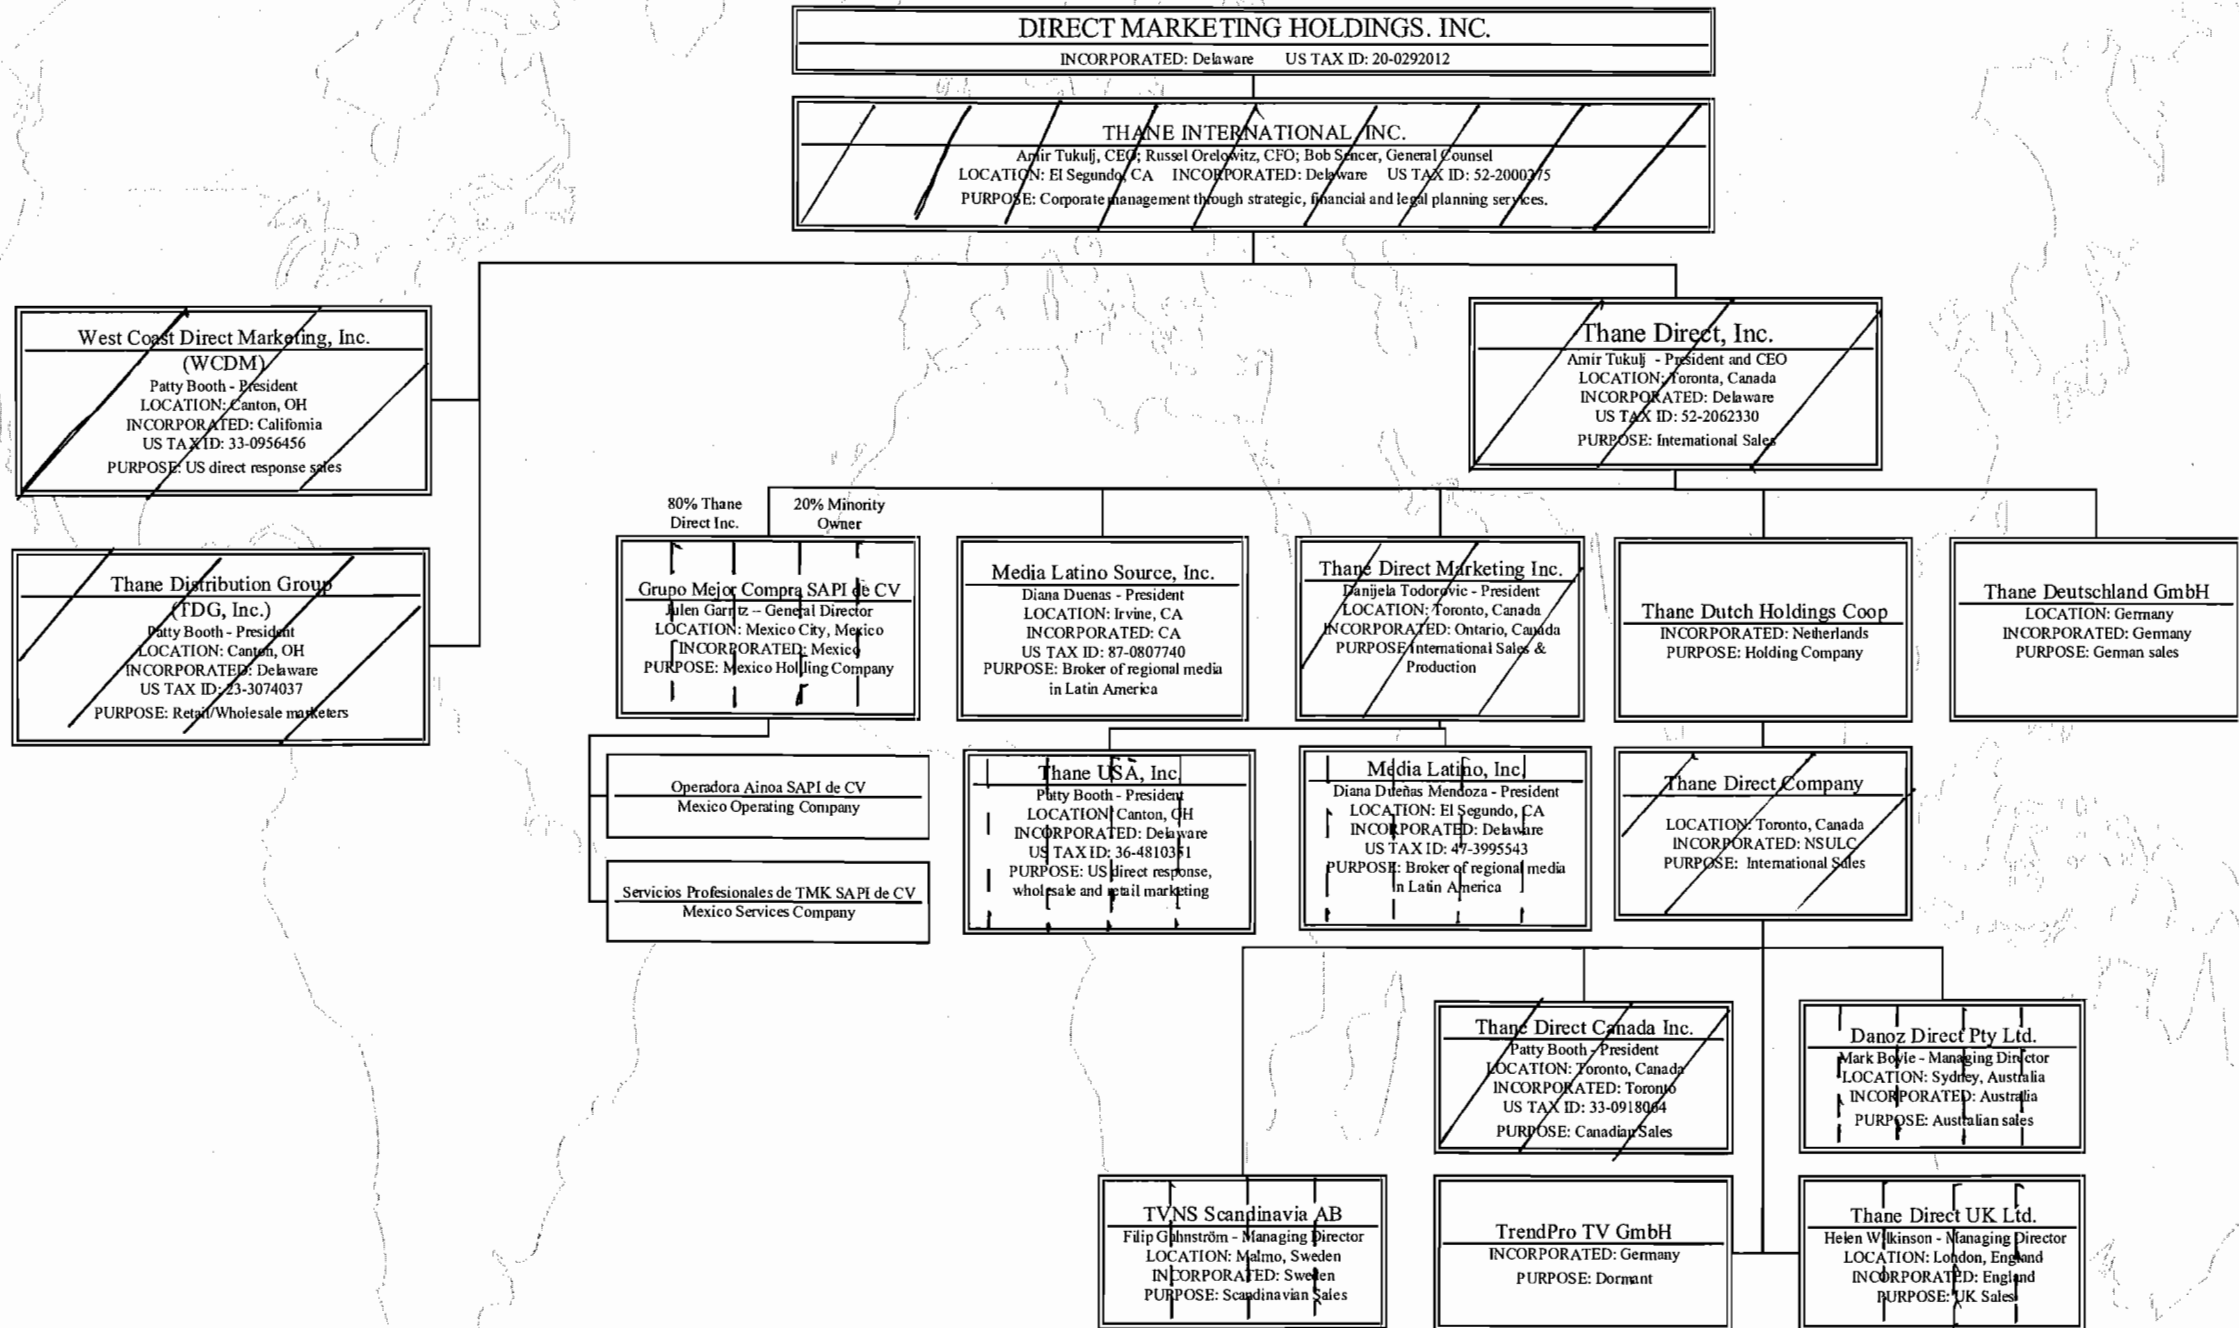 DIRECT MARKETING HOLDINGS. INC.
INCORPORATED: Delaware US TAX ID: 20-0292012
THANE INTERNATIONAL, INC.
Amir Tukulj, CEO; Russel Orelowitz, CFO; Bob Sencer, General Counsel
LOCATION: El Segundo, CA INCORPORATED: Delaware US TAX ID: 52-2000375
PURPOSE: Corporate management through strategic, financial and legal planning services.
West Coast Direct Marketing, Inc.
(WCDM)
Patty Booth - President
LOCATION: Canton, OH
INCORPORATED: California
US TAX ID: 33-0956456
PURPOSE: US direct response sales
Thane Direct, Inc.
Amir Tukulj - President and CEO
LOCATION: Toronta, Canada
INCORPORATED: Delaware
US TAX ID: 52-2062330
PURPOSE: International Sales
Thane Distribution Group
(TDG, Inc.)
Patty Booth - President
LOCATION: Canton, OH
INCORPORATED: Delaware
US TAX ID: 23-3074037
PURPOSE: Retail/Wholesale marketers
80% Thane
Direct Inc.
20% Minority
Owner
Grupo Mejor Compra SAPI de CV
Julen Garritz – General Director
LOCATION: Mexico City, Mexico
INCORPORATED: Mexico
PURPOSE: Mexico Holding Company
Media Latino Source, Inc.
Diana Duenas - President
LOCATION: Irvine, CA
INCORPORATED: CA
US TAX ID: 87-0807740
PURPOSE: Broker of regional media
in Latin America
Thane Direct Marketing Inc.
Danijela Todorovic - President
LOCATION: Toronto, Canada
INCORPORATED: Ontario, Canada
PURPOSE International Sales &
Production
Thane Dutch Holdings Coop
INCORPORATED: Netherlands
PURPOSE: Holding Company
Thane Deutschland GmbH
LOCATION: Germany
INCORPORATED: Germany
PURPOSE: German sales
Operadora Ainoa SAPI de CV
Mexico Operating Company
Servicios Profesionales de TMK SAPI de CV
Mexico Services Company
Thane USA, Inc.
Patty Booth - President
LOCATION: Canton, OH
INCORPORATED: Delaware
US TAX ID: 36-4810351
PURPOSE: US direct response,
wholesale and retail marketing
Media Latino, Inc.
Diana Dueñas Mendoza - President
LOCATION: El Segundo, CA
INCORPORATED: Delaware
US TAX ID: 47-3995543
PURPOSE: Broker of regional media
in Latin America
Thane Direct Company
LOCATION: Toronto, Canada
INCORPORATED: NSULC
PURPOSE: International Sales
Thane Direct Canada Inc.
Patty Booth - President
LOCATION: Toronto, Canada
INCORPORATED: Toronto
US TAX ID: 33-0918064
PURPOSE: Canadian Sales
Danoz Direct Pty Ltd.
Mark Boyle - Managing Director
LOCATION: Sydney, Australia
INCORPORATED: Australia
PURPOSE: Australian sales
TVNS Scandinavia AB
Filip Gahnström - Managing Director
LOCATION: Malmo, Sweden
INCORPORATED: Sweden
PURPOSE: Scandinavian Sales
TrendPro TV GmbH
INCORPORATED: Germany
PURPOSE: Dormant
Thane Direct UK Ltd.
Helen Wilkinson - Managing Director
LOCATION: London, England
INCORPORATED: England
PURPOSE: UK Sales